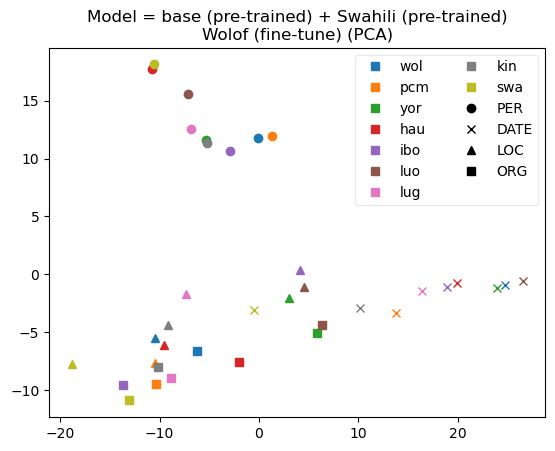 Model = base (pre-trained) + Swahili (pre-trained)
Wolof (fine-tune) (PCA)
wol
pcm
yor
hau
ibo
luo
lug
kin
swa
PER
DATE
LOC
ORG
15
10
5
0
−5
−10
−20
−10
0
10
20